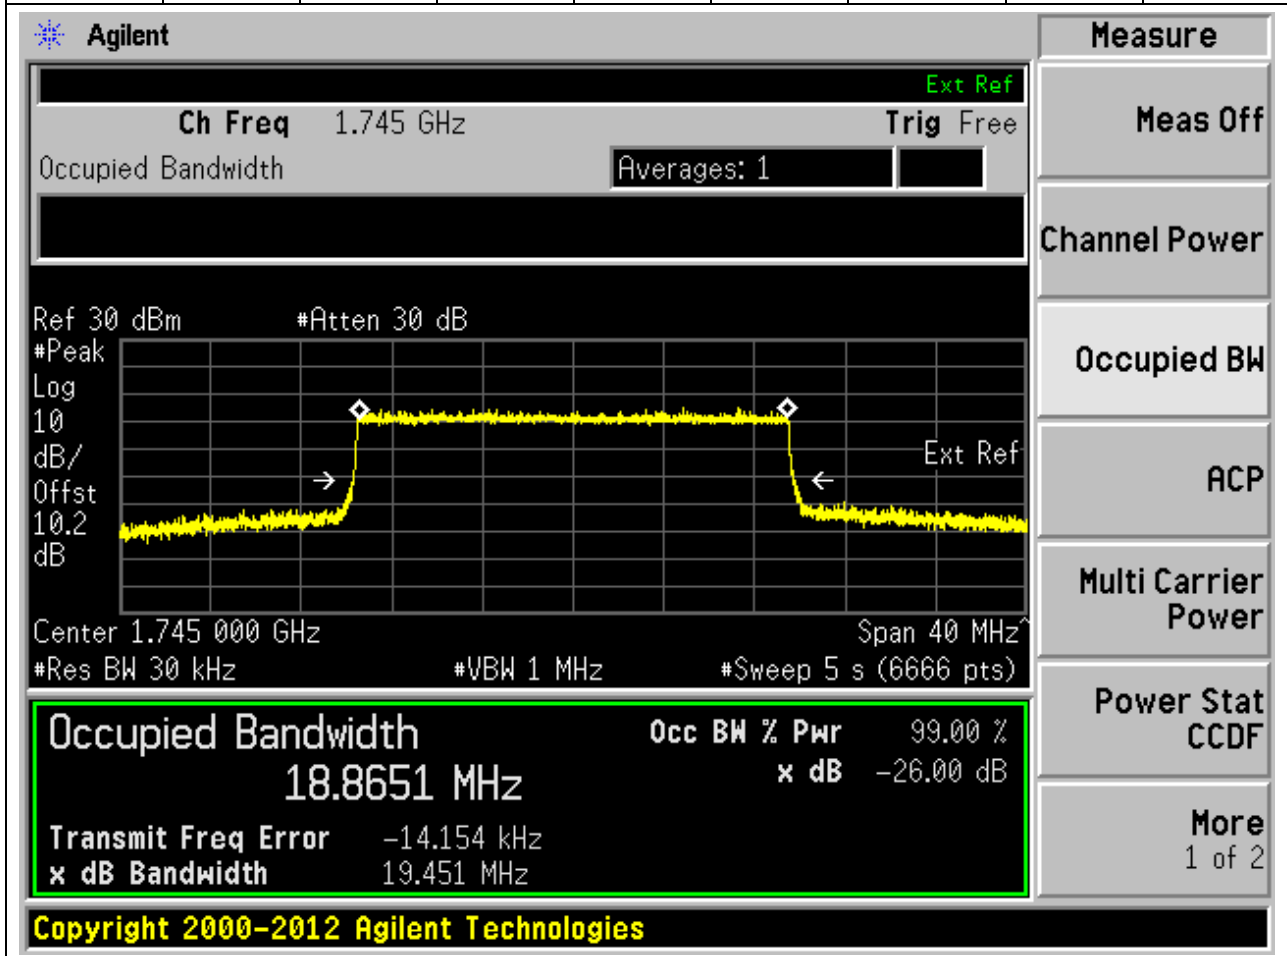 Agilent
Measure
Ext Ref
Ch Freq 1.745 GHz Trig Free
Occupied Bandwidth Averages: 1
Meas Off
Channel Power
Occupied BW
ACP
Multi Carrier
Power
Power Stat
CCDF
More
1 of 2
Ref 30 dBm #Atten 30 dB
#Peak
Log
10
dB/
Offst
10.2
dB
Ext Ref
Center 1.745 000 GHz Span 40 MHz^
#Res BW 30 kHz #VBW 1 MHz #Sweep 5 s (6666 pts)
Occupied Bandwidth Occ BW % Pwr 99.00 %
18.8651 MHz x dB -26.00 dB
Transmit Freq Error -14.154 kHz
x dB Bandwidth 19.451 MHz
Copyright 2000-2012 Agilent Technologies